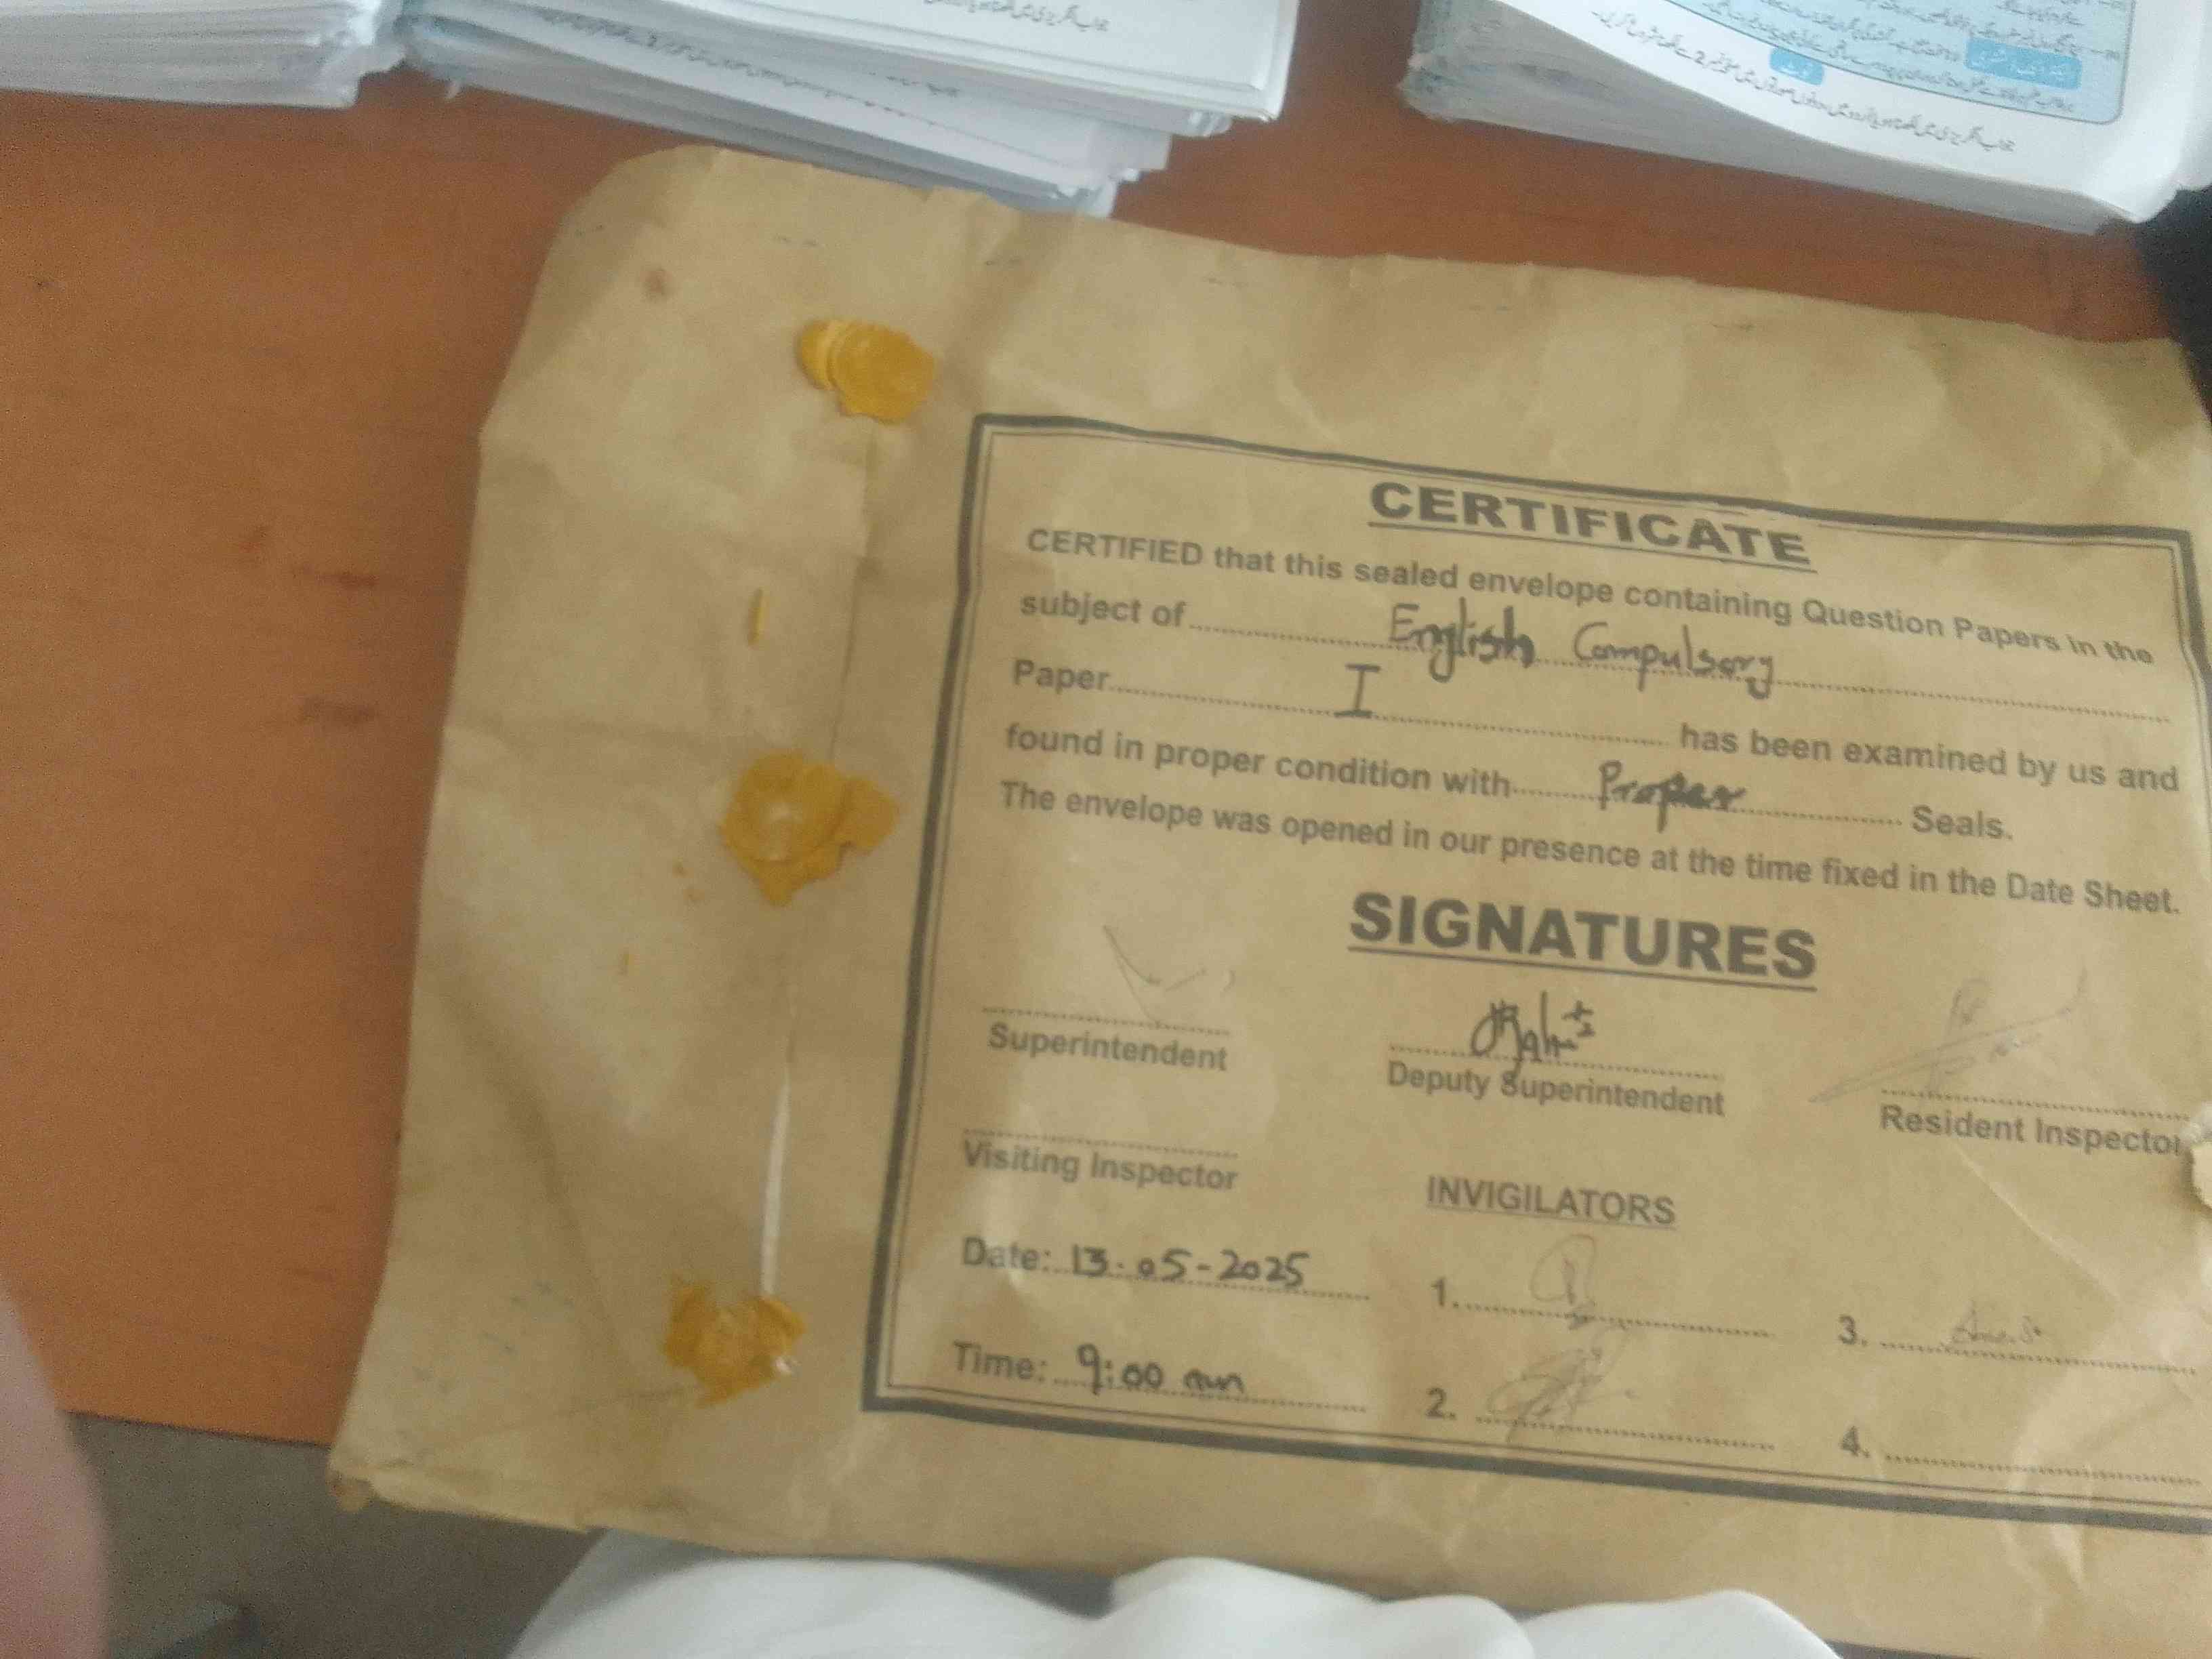 CERTIFICATE
CERTIFIED that this sealed envelope containing Question Papers in the
subject of English Compulsory
Paper I has been examined by us and
found in proper condition with Proper Seals.
The envelope was opened in our presence at the time fixed in the Date Sheet.
SIGNATURES
Superintendent
Deputy Superintendent
Resident Inspector
Visiting Inspector
INVIGILATORS
Date: 13.05-2025
1.
3.
Time: 9:00 am
2.
4.